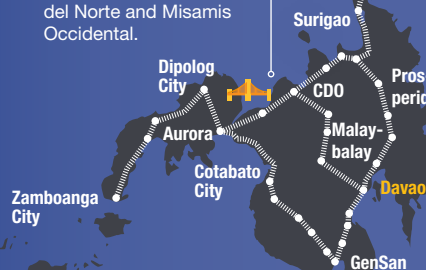 del Norte and Misamis
Occidental.
Surigao
Dipolog
City
CDO
Pros
perid
Aurora
Malay-
balay
Cotabato
City
Davao
Zamboanga
City
GenSan